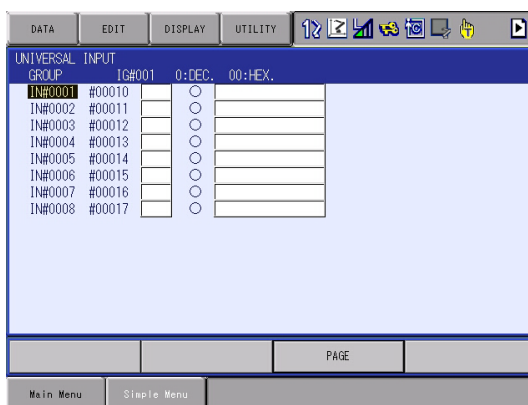 DATA EDIT DISPLAY UTILITY
UNIVERSAL INPUT
GROUP IG#001 0:DEC. 00:HEX.
IN#0001 #00010
IN#0002 #00011
IN#0003 #00012
IN#0004 #00013
IN#0005 #00014
IN#0006 #00015
IN#0007 #00016
IN#0008 #00017
PAGE
Main Menu Simple Menu